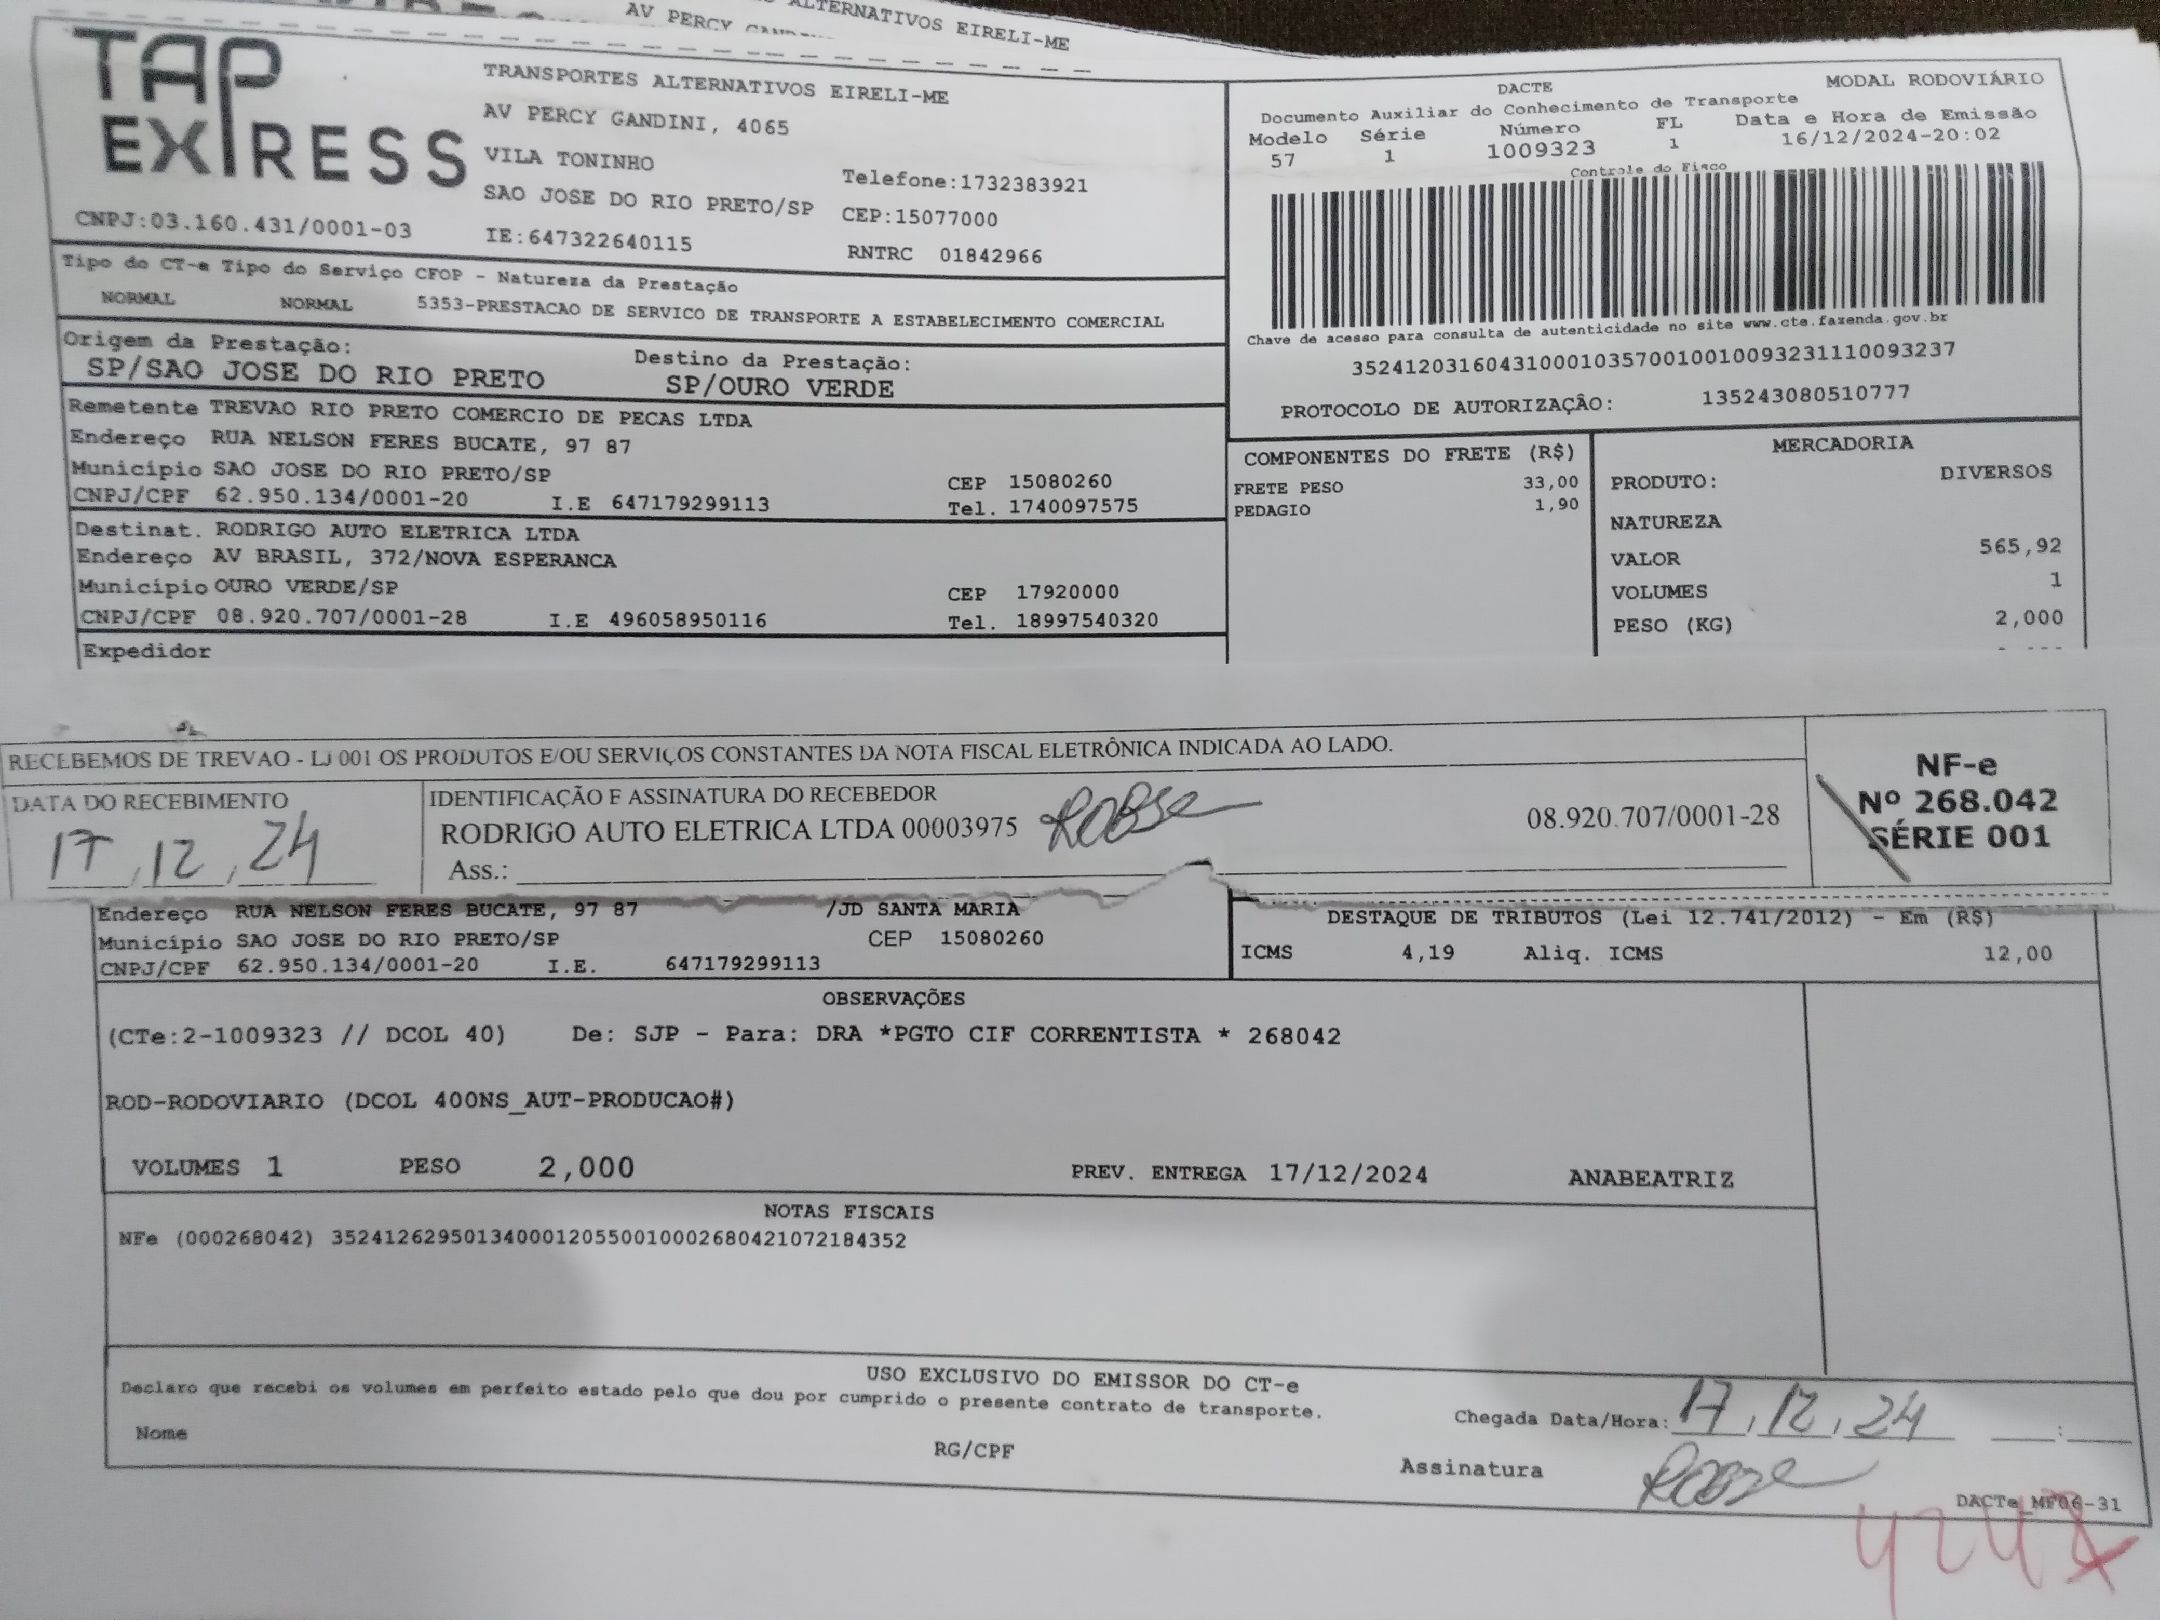 ALTERNATIVOS EIRELI-ME
AV PERCY
TAP
EXPRESS
TRANSPORTES ALTERNATIVOS EIRELI-ME
AV PERCY GANDINI, 4065
VILA TONINHO
Telefone:1732383921
SAO JOSE DO RIO PRETO/SP CEP:15077000
CNPJ:03.160.431/0001-03 IE:647322640115 RNTRC 01842966
DACTE MODAL RODOVIÁRIO
Documento Auxiliar do Conhecimento de Transporte
Modelo Série Número FL Data e Hora de Emissão
57 1 1009323 1 16/12/2024-20:02
Controle do Fisco
Chave de acesso para consulta de autenticidade no site www.cte.fazenda.gov.br
35241203160431000103570010010093231110093237
PROTOCOLO DE AUTORIZAÇÂO: 135243080510777
Tipo do CT-e Tipo do Serviço CFOP - Natureza da Prestação
NORMAL NORMAL 5353-PRESTACAO DE SERVICO DE TRANSPORTE A ESTABELECIMENTO COMERCIAL
Origem da Prestação: Destino da Prestação:
SP/SAO JOSE DO RIO PRETO SP/OURO VERDE
Remetente TREVAO RIO PRETO COMERCIO DE PECAS LTDA
Endereço RUA NELSON FERES BUCATE, 97 87
Município SAO JOSE DO RIO PRETO/SP CEP 15080260
CNPJ/CPF 62.950.134/0001-20 I.E 647179299113 Tel. 1740097575
Destinat. RODRIGO AUTO ELETRICA LTDA
Endereço AV BRASIL, 372/NOVA ESPERANCA
Município OURO VERDE/SP CEP 17920000
CNPJ/CPF 08.920.707/0001-28 I.E 496058950116 Tel. 18997540320
Expedidor
COMPONENTES DO FRETE (R$)
FRETE PESO 33,00
PEDAGIO 1,90
MERCADORIA
PRODUTO: DIVERSOS
NATUREZA
VALOR 565,92
VOLUMES 1
PESO (KG) 2,000
RECEBEMOS DE TREVAO - LJ 001 OS PRODUTOS E/OU SERVIÇOS CONSTANTES DA NOTA FISCAL ELETRÔNICA INDICADA AO LADO.
DATA DO RECEBIMENTO
17,12,24
IDENTIFICAÇÃO E ASSINATURA DO RECEBEDOR
RODRIGO AUTO ELETRICA LTDA 00003975 08.920.707/0001-28
Ass.:
NF-e
Nº 268.042
SÉRIE 001
Endereço RUA NELSON FERES BUCATE, 97 87 /JD SANTA MARIA
Município SAO JOSE DO RIO PRETO/SP CEP 15080260
CNPJ/CPF 62.950.134/0001-20 I.E. 647179299113
DESTAQUE DE TRIBUTOS (Lei 12.741/2012) - Em (R$)
ICMS 4,19 Aliq. ICMS 12,00
OBSERVAÇÕES
(CTe:2-1009323 // DCOL 40) De: SJP - Para: DRA *PGTO CIF CORRENTISTA * 268042
ROD-RODOVIARIO (DCOL 400NS_AUT-PRODUCAO#)
VOLUMES 1 PESO 2,000 PREV. ENTREGA 17/12/2024 ANABEATRIZ
NOTAS FISCAIS
NFe (000268042) 35241262950134000120550010002680421072184352
USO EXCLUSIVO DO EMISSOR DO CT-e
Declaro que recebi os volumes em perfeito estado pelo que dou por cumprido o presente contrato de transporte.
Chegada Data/Hora: 17,12,24 :
Nome RG/CPF Assinatura
DACTe_MF06-31